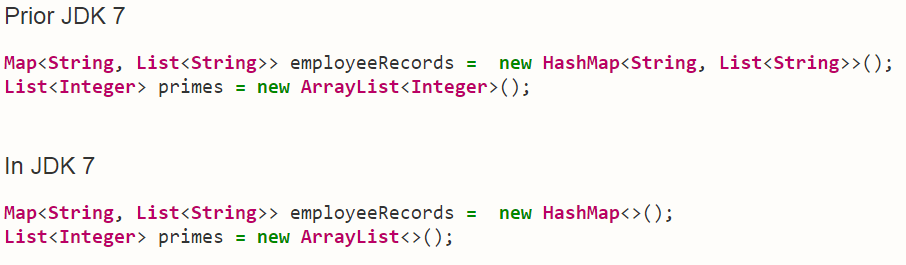 Prior JDK 7
Map<String, List<String>> employeeRecords =  new HashMap<String, List<String>>();
List<Integer> primes = new ArrayList<Integer>();
In JDK 7
Map<String, List<String>> employeeRecords =  new HashMap<>();
List<Integer> primes = new ArrayList<>();